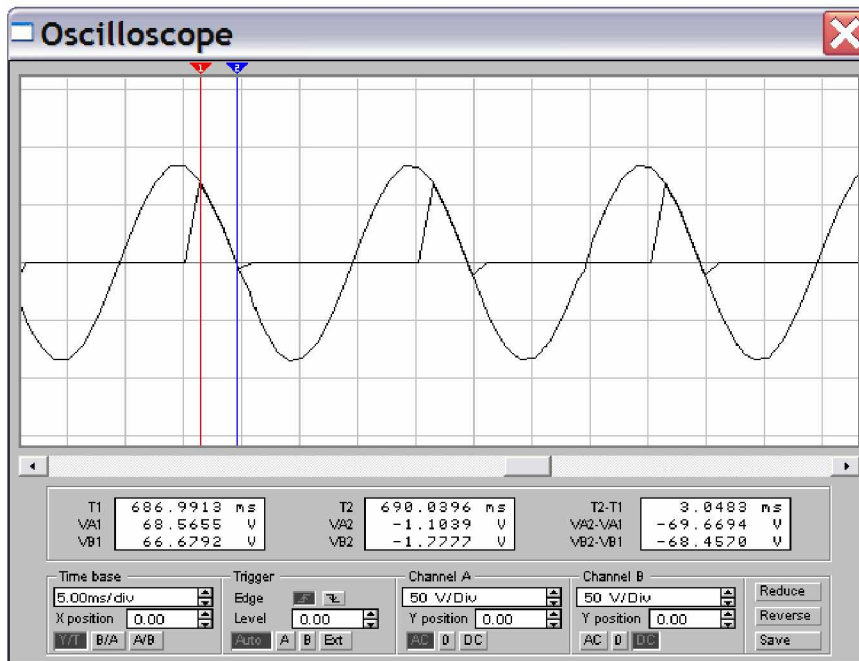 Oscilloscope
1 2
T1 686.9913 ms T2 690.0396 ms T2-T1 3.0483 ms
VA1 68.5655 V VA2 -1.1039 V VA2-VA1 -69.6694 V
VB1 66.6792 V VB2 -1.7777 V VB2-VB1 -68.4570 V
Time base Trigger Channel A Channel B
5.00ms/div Edge 50 V/Div 50 V/Div Reduce
X position 0.00 Level 0.00 Y position 0.00 Y position 0.00 Reverse
Y/T B/A A/B Auto A B Ext AC 0 DC AC 0 DC Save